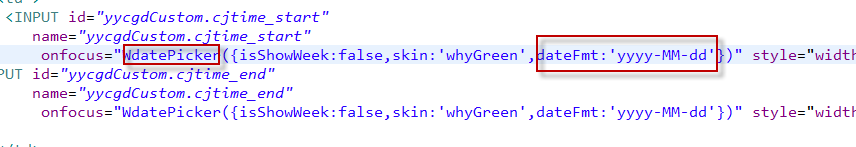 <INPUT id="yycgdCustom.cjtime_start"
name="yycgdCustom.cjtime_start"
onfocus="WdatePicker({isShowWeek:false,skin:'whyGreen',dateFmt:'yyyy-MM-dd'})" style="width
PUT id="yycgdCustom.cjtime_end"
name="yycgdCustom.cjtime_end"
onfocus="WdatePicker({isShowWeek:false,skin:'whyGreen',dateFmt:'yyyy-MM-dd'})" style="width